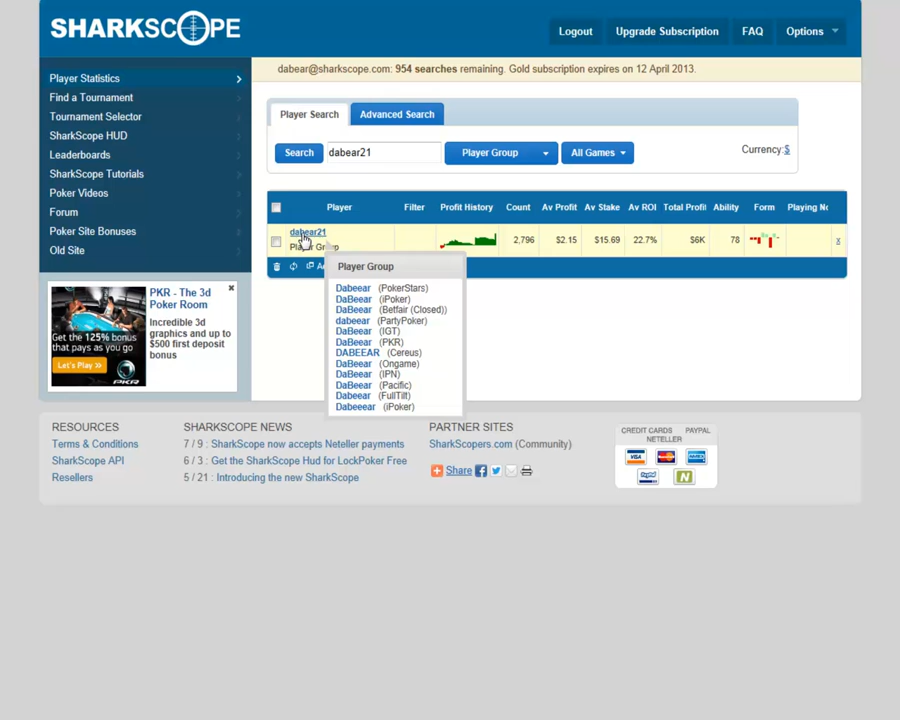 SHARKSCOPE
Logout
Upgrade Subscription
FAQ
Options
Player Statistics
Find a Tournament
Tournament Selector
SharkScope HUD
Leaderboards
SharkScope Tutorials
Poker Videos
Forum
Poker Site Bonuses
Old Site
dabear@sharkscope.com: 954 searches remaining. Gold subscription expires on 12 April 2013.
Player Search
Advanced Search
Search
dabear21
Player Group
All Games
Currency:$
Player Filter Profit History Count Av Profit Av Stake Av ROI Total Profit Ability Form Playing No
dabear21
Player Group
2,796 $2.15 $15.69 22.7% $6K 78 x
Player Group
Dabeear (PokerStars)
DaBeear (iPoker)
DaBeear (Betfair (Closed))
dabeear (PartyPoker)
DaBeear (IGT)
DaBeear (PKR)
DABEEAR (Cereus)
DaBeear (Ongame)
DaBeear (IPN)
DaBeear (Pacific)
DaBeear (FullTilt)
Dabeeear (iPoker)
PKR - The 3d
Poker Room
Incredible 3d
graphics and up to
$500 first deposit
bonus
Get the 125% bonus
that pays as you go
Let's Play >>
PKR
RESOURCES
Terms & Conditions
SharkScope API
Resellers
SHARKSCOPE NEWS
7 / 9 : SharkScope now accepts Neteller payments
6 / 3 : Get the SharkScope Hud for LockPoker Free
5 / 21 : Introducing the new SharkScope
PARTNER SITES
SharkScopers.com (Community)
Share
CREDIT CARDS PAYPAL
NETELLER
VISA